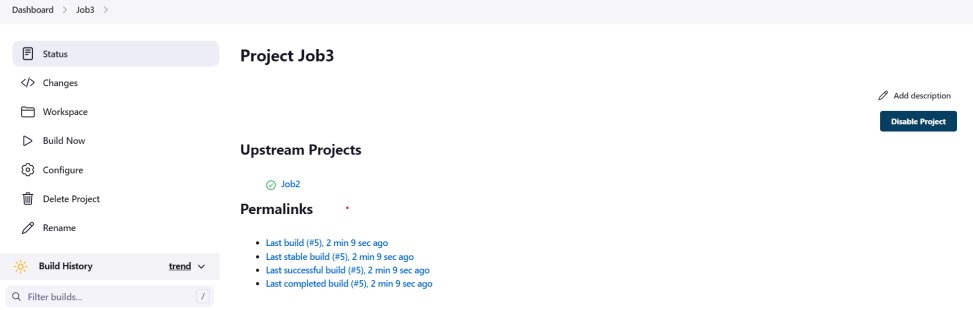 Dashboard > Job3 >
Status
Changes
Workspace
Build Now
Configure
Delete Project
Rename
Build History trend
Filter builds... /
Project Job3
Add description
Disable Project
Upstream Projects
Job2
Permalinks
Last build (#5), 2 min 9 sec ago
Last stable build (#5), 2 min 9 sec ago
Last successful build (#5), 2 min 9 sec ago
Last completed build (#5), 2 min 9 sec ago